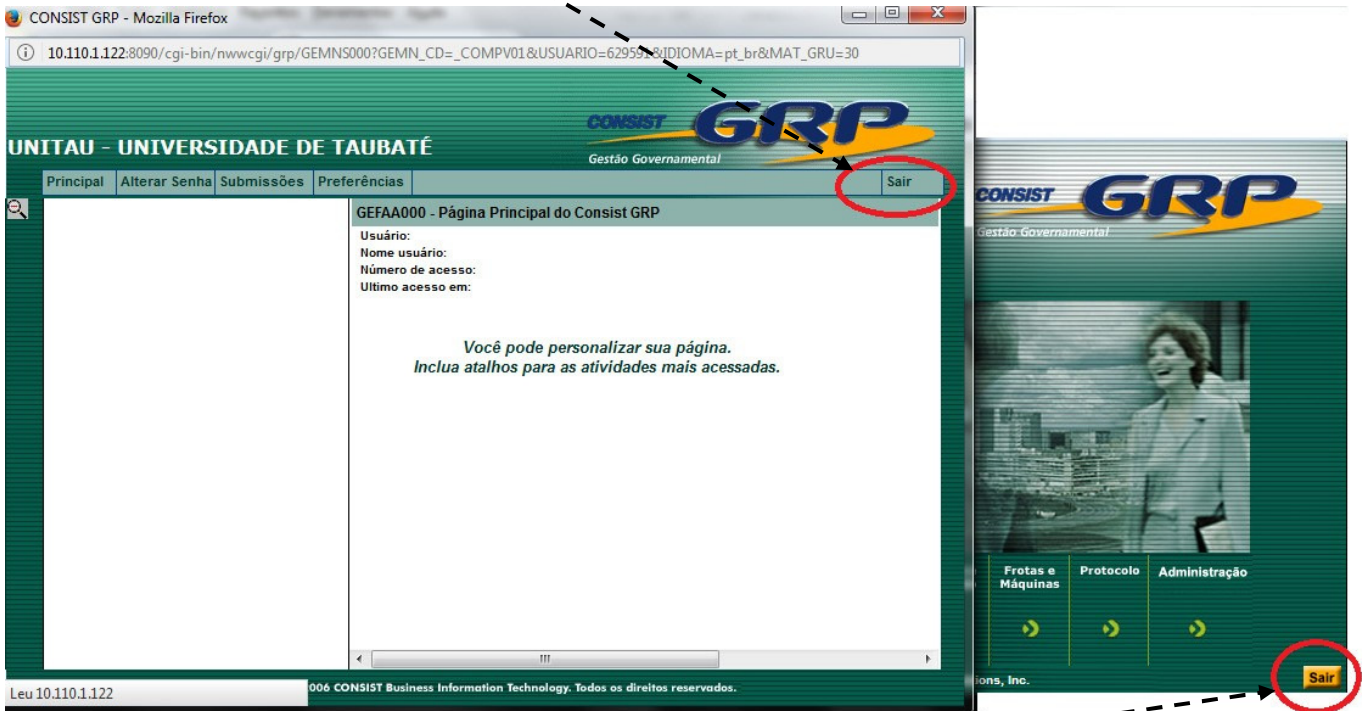 CONSIST GRP - Mozilla Firefox
10.110.1.122:8090/cgi-bin/nwwcgi/grp/GEMNS000?GEMN_CD=_COMPV01&USUARIO=629591&IDIOMA=pt_br&MAT_GRU=30
CONSIST GRP
Gestão Governamental
UNITAU - UNIVERSIDADE DE TAUBATÉ
Principal Alterar Senha Submissões Preferências Sair
GEFAA000 - Página Principal do Consist GRP
Usuário:
Nome usuário:
Número de acesso:
Ultimo acesso em:
Você pode personalizar sua página.
Inclua atalhos para as atividades mais acessadas.
Leu 10.110.1.122
006 CONSIST Business Information Technology. Todos os direitos reservados.
CONSIST GRP
Gestão Governamental
Frotas e Máquinas
Protocolo
Administração
ions, Inc.
Sair